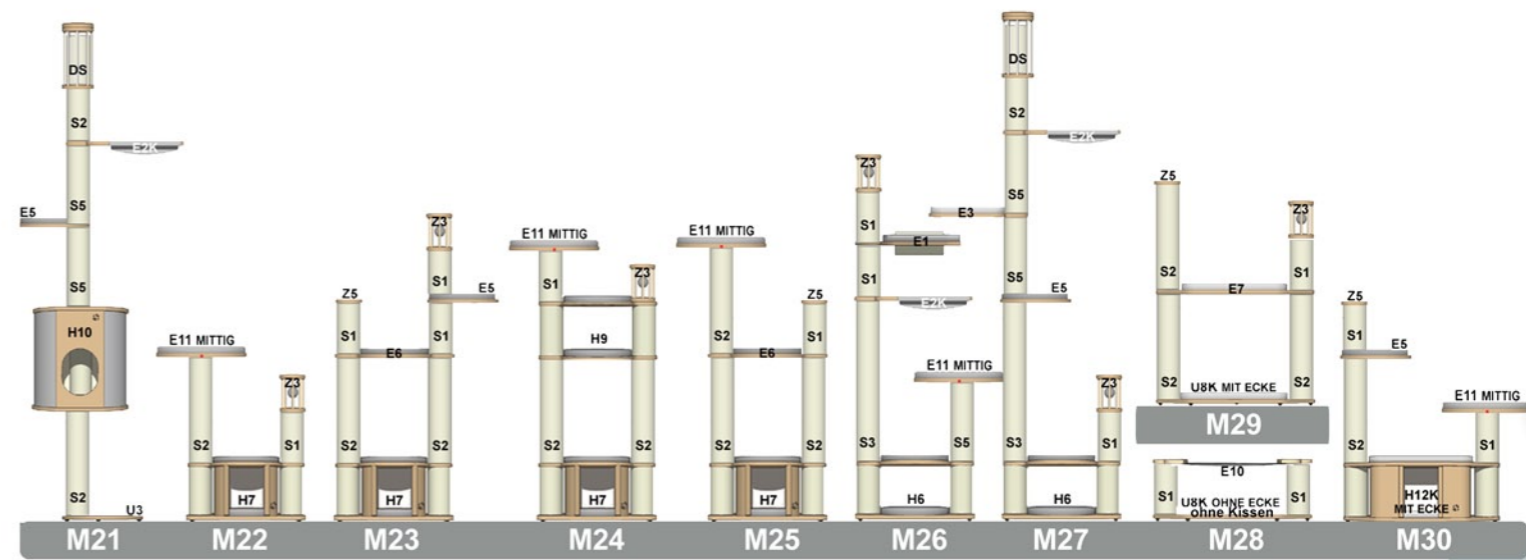 DS
S2
E2K
E5
S5
S5
H10
S2
U3
M21
E11 MITTIG
Z3
S2
S1
H7
M22
Z3
S1
E5
Z5
S1
S1
E6
S2
S2
H7
M23
E11 MITTIG
S1
Z3
H9
S2
S2
H7
M24
E11 MITTIG
Z5
S2
S1
E6
S2
S2
H7
M25
Z3
S1
E1
S1
E2K
E11 MITTIG
S3
S5
H6
M26
DS
S2
E2K
S5
E3
S5
E5
Z3
S3
S1
H6
M27
Z5
Z3
S2
S1
E7
S2
S2
U8K MIT ECKE
M29
E10
S1
S1
U8K OHNE ECKE
ohne Kissen
M28
Z5
S1
E5
E11 MITTIG
S2
S1
H12K
MIT ECKE
M30